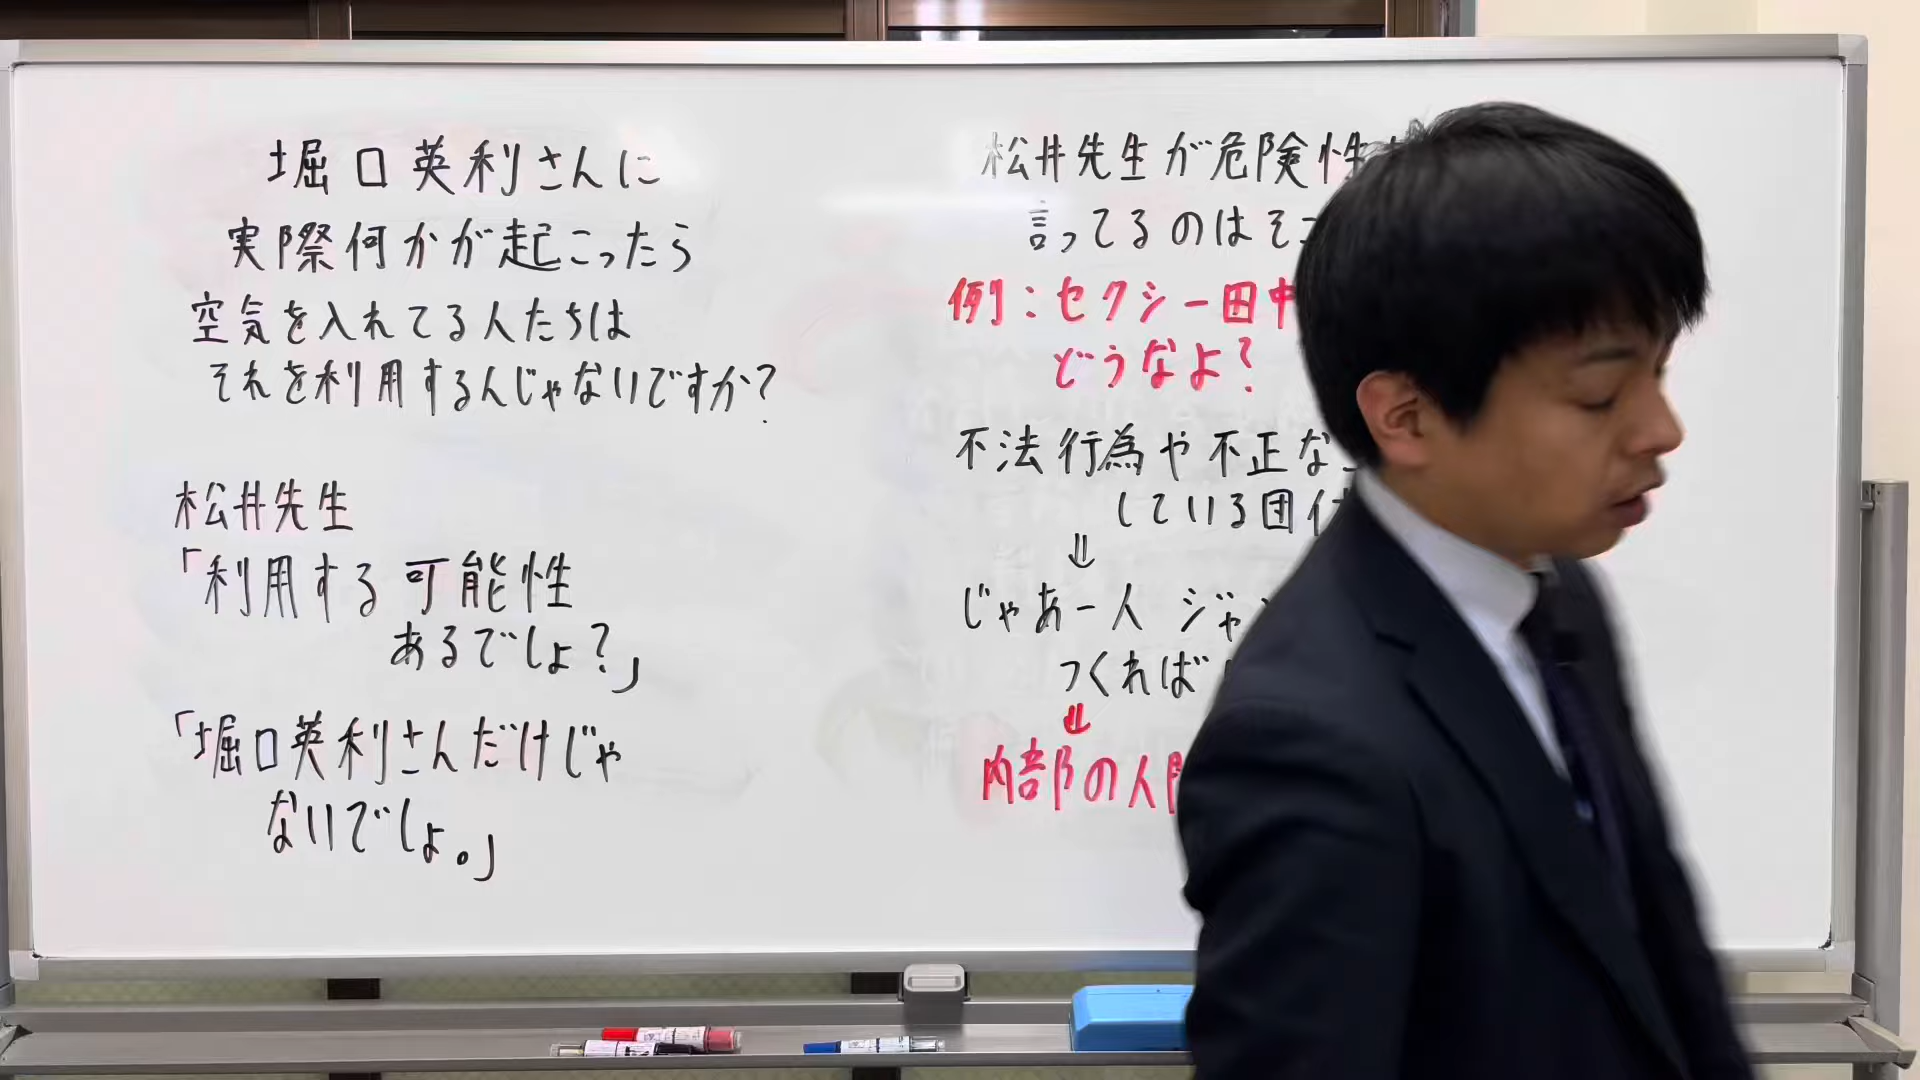 堀口英利さんに
実際何かが起こったら
空気を入れてる人たちは
それを利用するんじゃないですか?
松井先生
「利用する可能性
あるでしょ?」
「堀口英利さんだけじゃ
ないでしょ。」
松井先生が危険性
言ってるのはそこ
例:セクシー田中
どうなよ?
不法行為や不正な
している団体
⇓
じゃあ一人 ジャン
つくれば
⇓
内部の人間